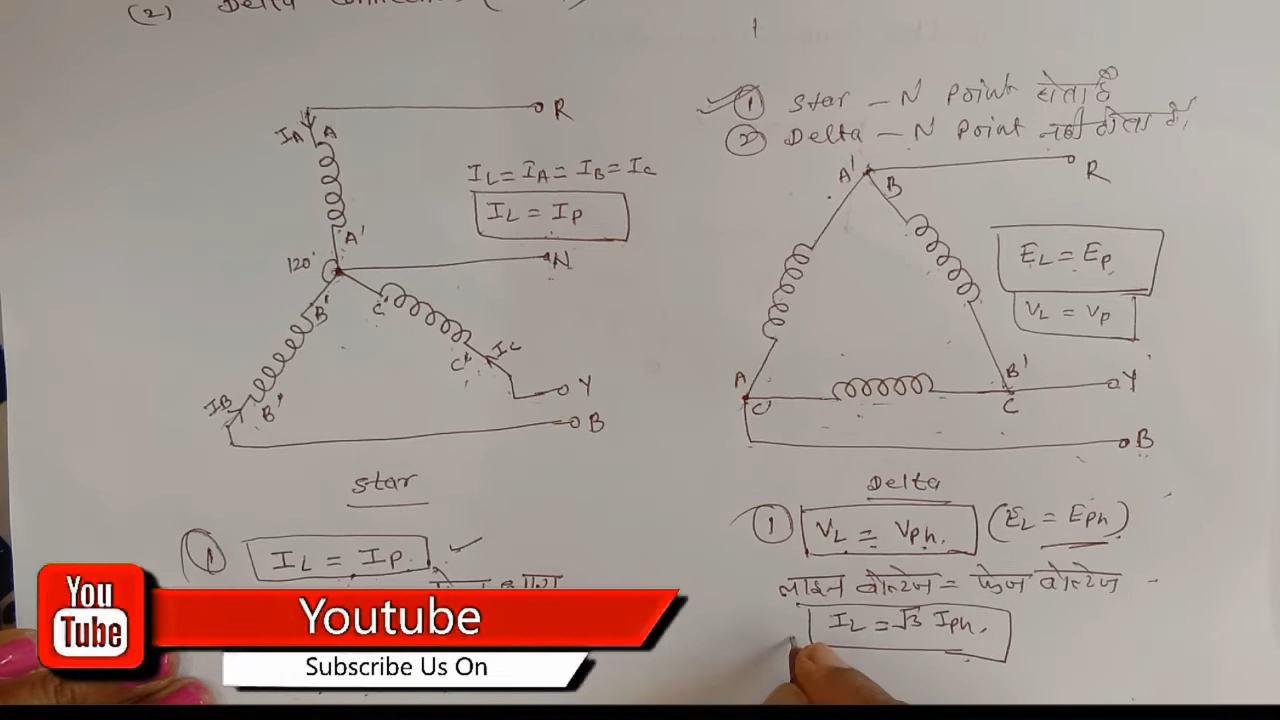 (2) Delta
R
IA A
IL = IA = IB = IC
IL = IP
A'
120°
N
B'
C'
IC
C"
IB
B"
Y
B
Star
① IL = IP.
① Star - N Point होता है
② Delta - N Point नही होता है।
A'
B
R
EL = EP
VL = VP
A
C'
B'
C
Y
B
Delta
① VL = VPh. (EL = EPh)
लाइन वोल्टेज = फेज वोल्टेज -
IL = √3 IPh.
You
Tube
Youtube
Subscribe Us On